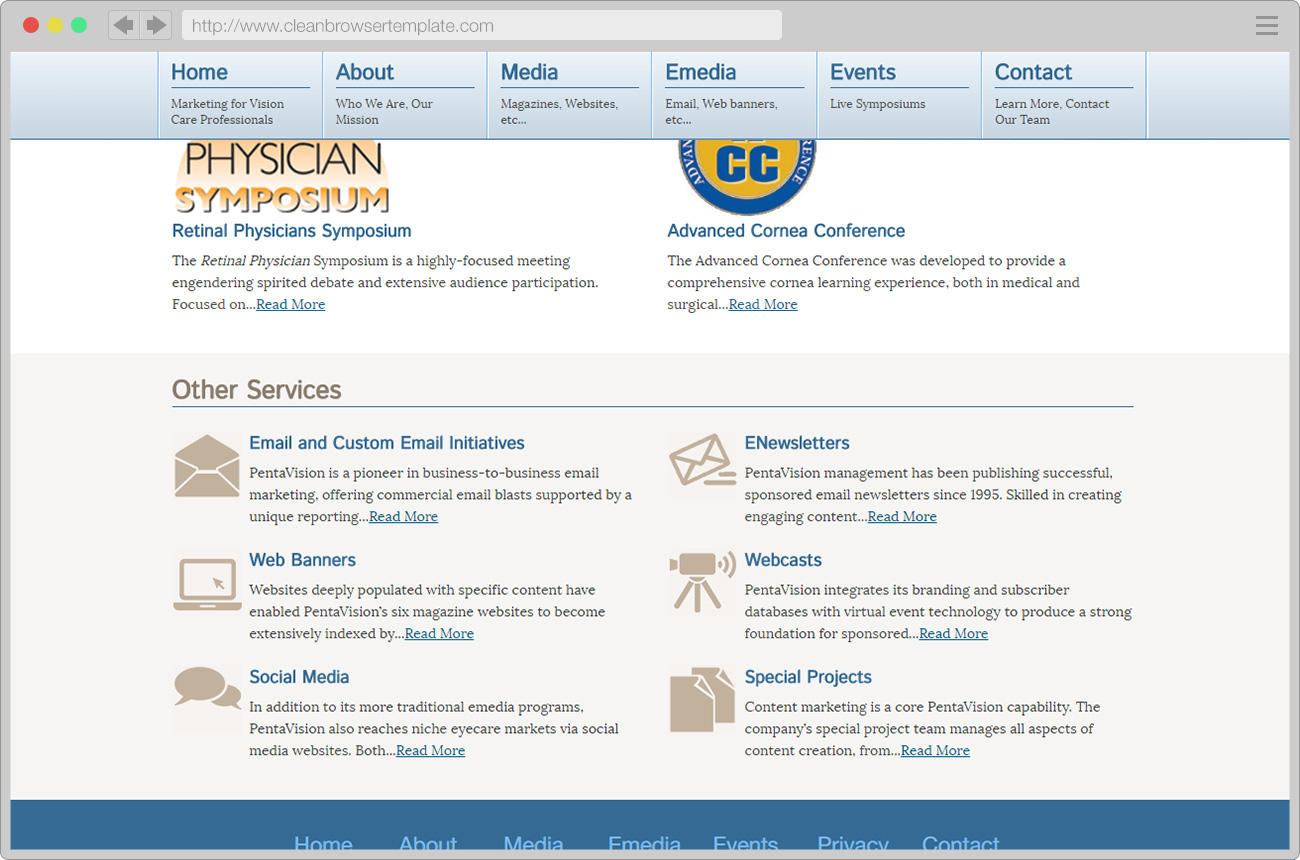 http://www.cleanbrowsertemplate.com
Home
Marketing for Vision
Care Professionals
About
Who We Are, Our
Mission
Media
Magazines, Websites,
etc...
Emedia
Email, Web banners,
etc...
Events
Live Symposiums
Contact
Learn More, Contact
Our Team
PHYSICIAN
SYMPOSIUM
CC
Retinal Physicians Symposium
The Retinal Physician Symposium is a highly-focused meeting
engendering spirited debate and extensive audience participation.
Focused on...Read More
Advanced Cornea Conference
The Advanced Cornea Conference was developed to provide a
comprehensive cornea learning experience, both in medical and
surgical...Read More
Other Services
Email and Custom Email Initiatives
PentaVision is a pioneer in business-to-business email
marketing, offering commercial email blasts supported by a
unique reporting...Read More
ENewsletters
PentaVision management has been publishing successful,
sponsored email newsletters since 1995. Skilled in creating
engaging content...Read More
Web Banners
Websites deeply populated with specific content have
enabled PentaVision's six magazine websites to become
extensively indexed by...Read More
Webcasts
PentaVision integrates its branding and subscriber
databases with virtual event technology to produce a strong
foundation for sponsored...Read More
Social Media
In addition to its more traditional emedia programs,
PentaVision also reaches niche eyecare markets via social
media websites. Both...Read More
Special Projects
Content marketing is a core PentaVision capability. The
company's special project team manages all aspects of
content creation, from...Read More
Home About Media Emedia Events Privacy Contact